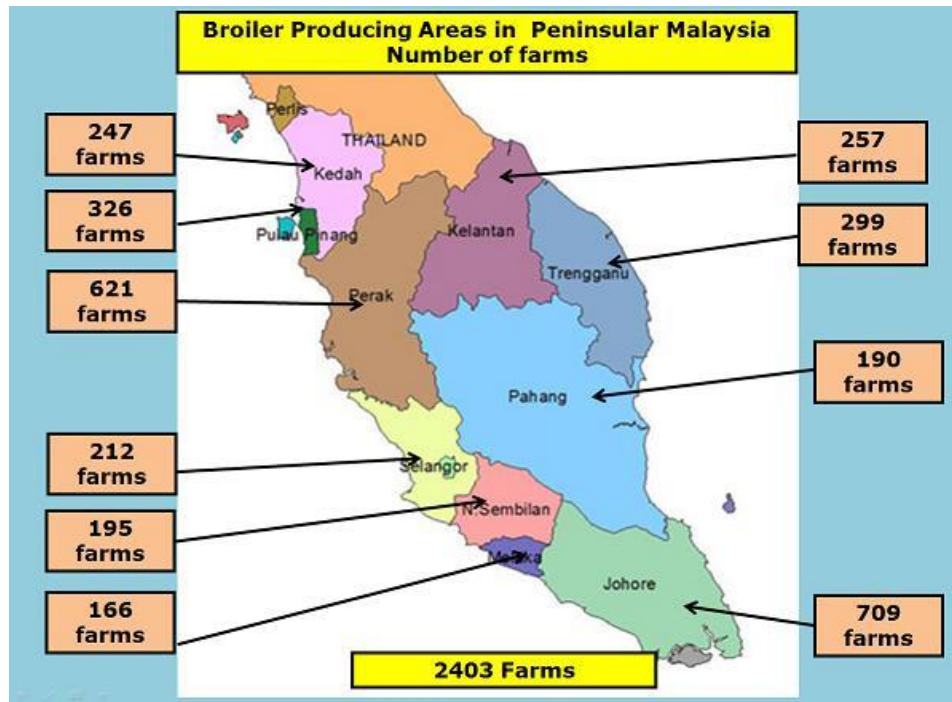 Broiler Producing Areas in Peninsular Malaysia
Number of farms
247
farms
326
farms
621
farms
212
farms
195
farms
166
farms
Perlis
THAILAND
Kedah
Pulau Pinang
Kelantan
Trengganu
Perak
Pahang
Selangor
N.Sembilan
Melaka
Johore
257
farms
299
farms
190
farms
709
farms
2403 Farms